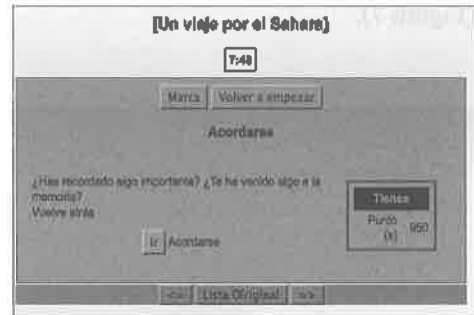 [Un viaje por el Sahara]
7:48
Marca Volver a empezar
Acordarse
¿Has recordado algo importante? ¿Te ha venido algo a la
memoria?
Vuelve atrás
Ir Acordarse
Tienes
Punto
(s) 950
<= Lista Original =>